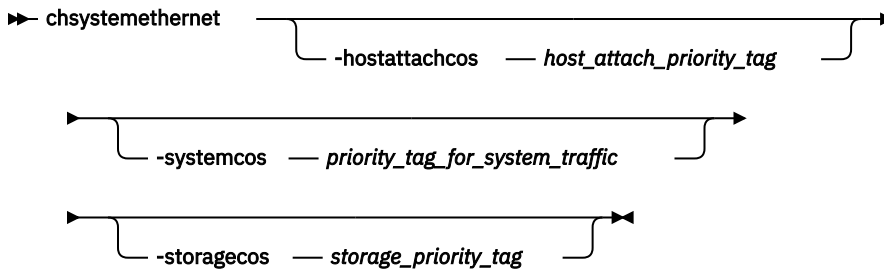 chsystemethernet
-hostattachcos host_attach_priority_tag
-systemcos priority_tag_for_system_traffic
-storagecos storage_priority_tag